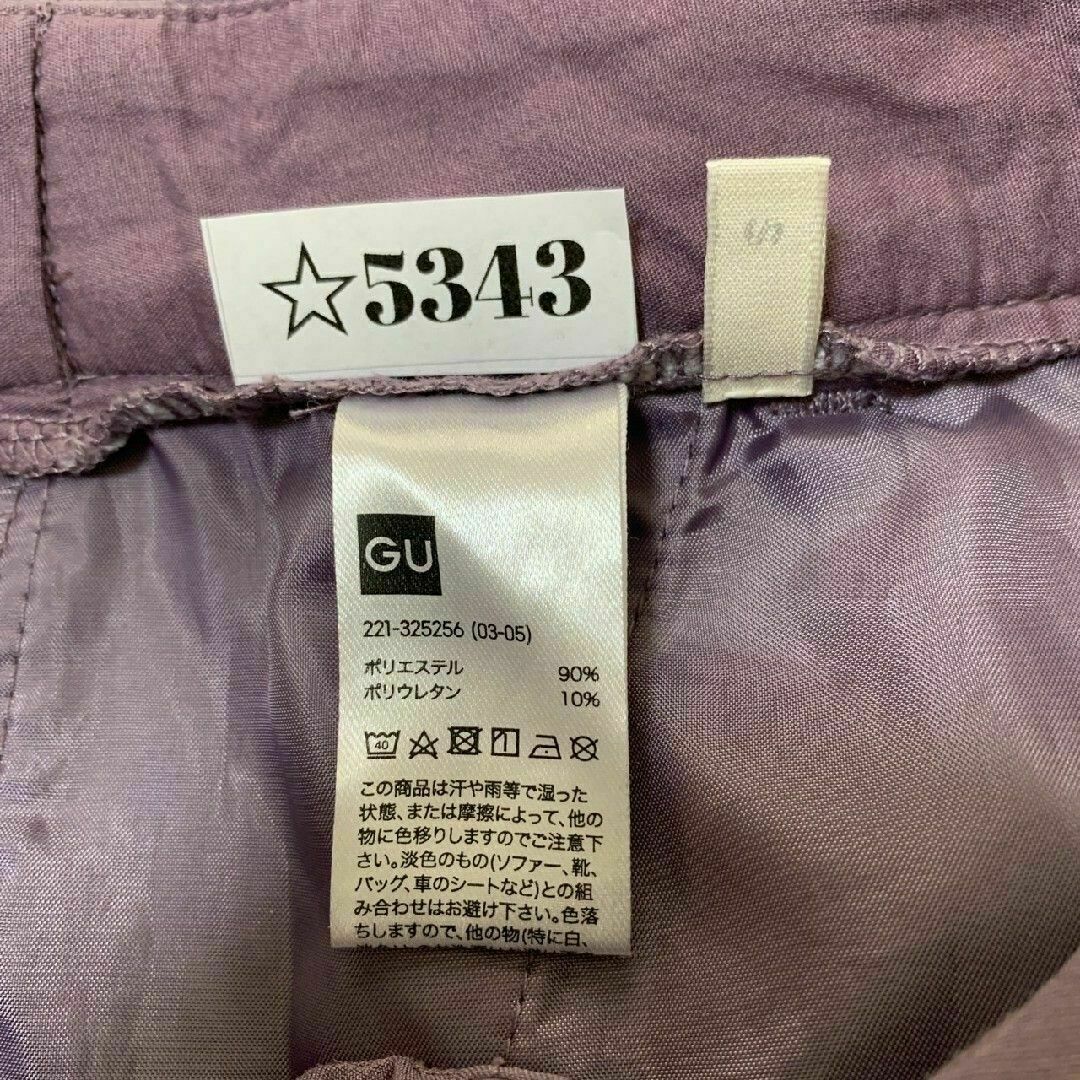 ☆5343
GU
221-325256 (03-05)
ポリエステル 90%
ポリウレタン 10%
40
この商品は汗や雨等で湿った
状態、または摩擦によって、他の
物に色移りしますのでご注意下
さい。淡色のもの(ソファー、靴、
バッグ、車のシートなど)との組
み合わせはお避け下さい。色落
ちしますので、他の物(特に白、